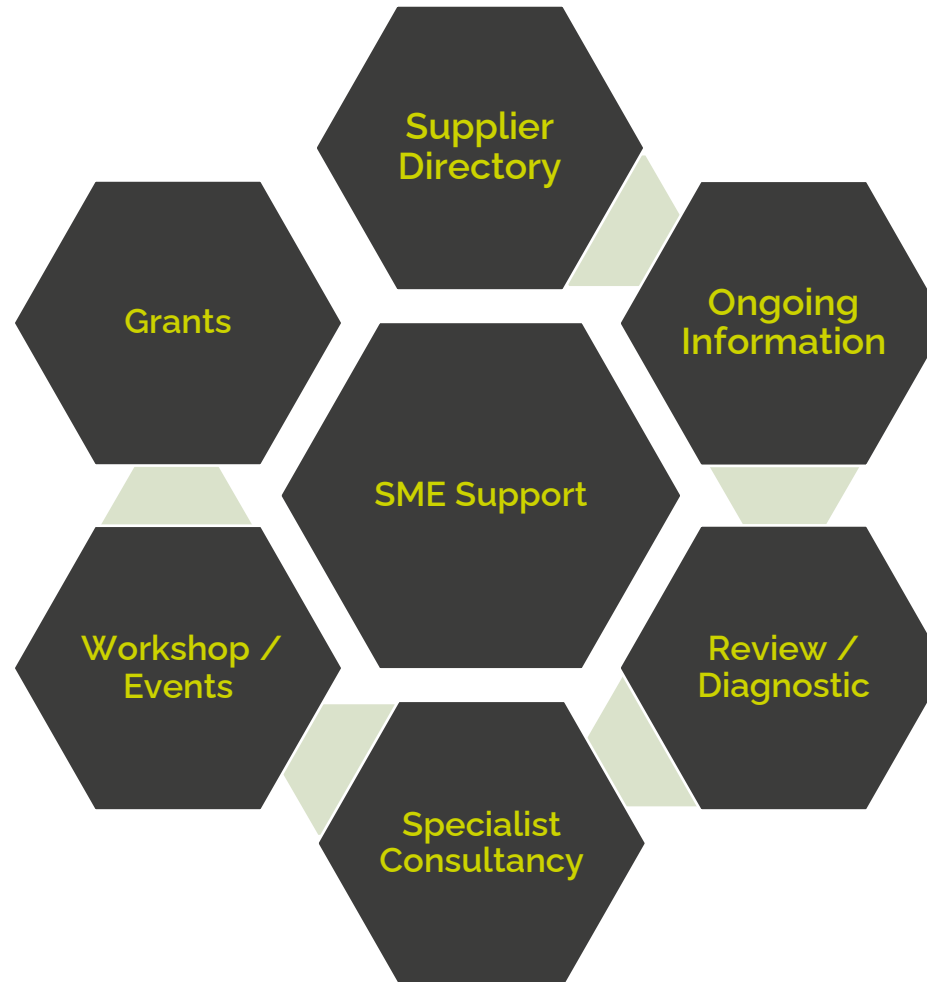 Supplier
Directory
Grants
Ongoing
Information
SME Support
Workshop /
Events
Review /
Diagnostic
Specialist
Consultancy